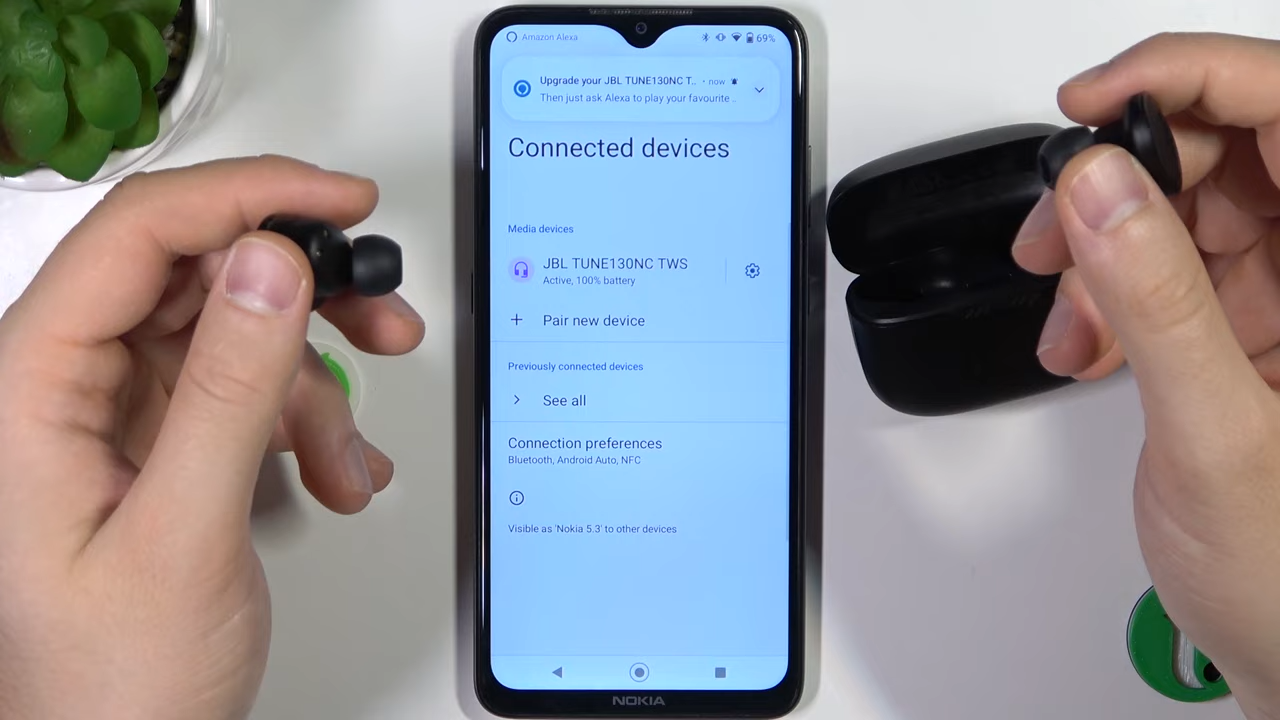 Amazon Alexa
69%
Upgrade your JBL TUNE130NC T.. • now
Then just ask Alexa to play your favourite ..
Connected devices
Media devices
JBL TUNE130NC TWS
Active, 100% battery
Pair new device
Previously connected devices
See all
Connection preferences
Bluetooth, Android Auto, NFC
Visible as 'Nokia 5.3' to other devices
NOKIA